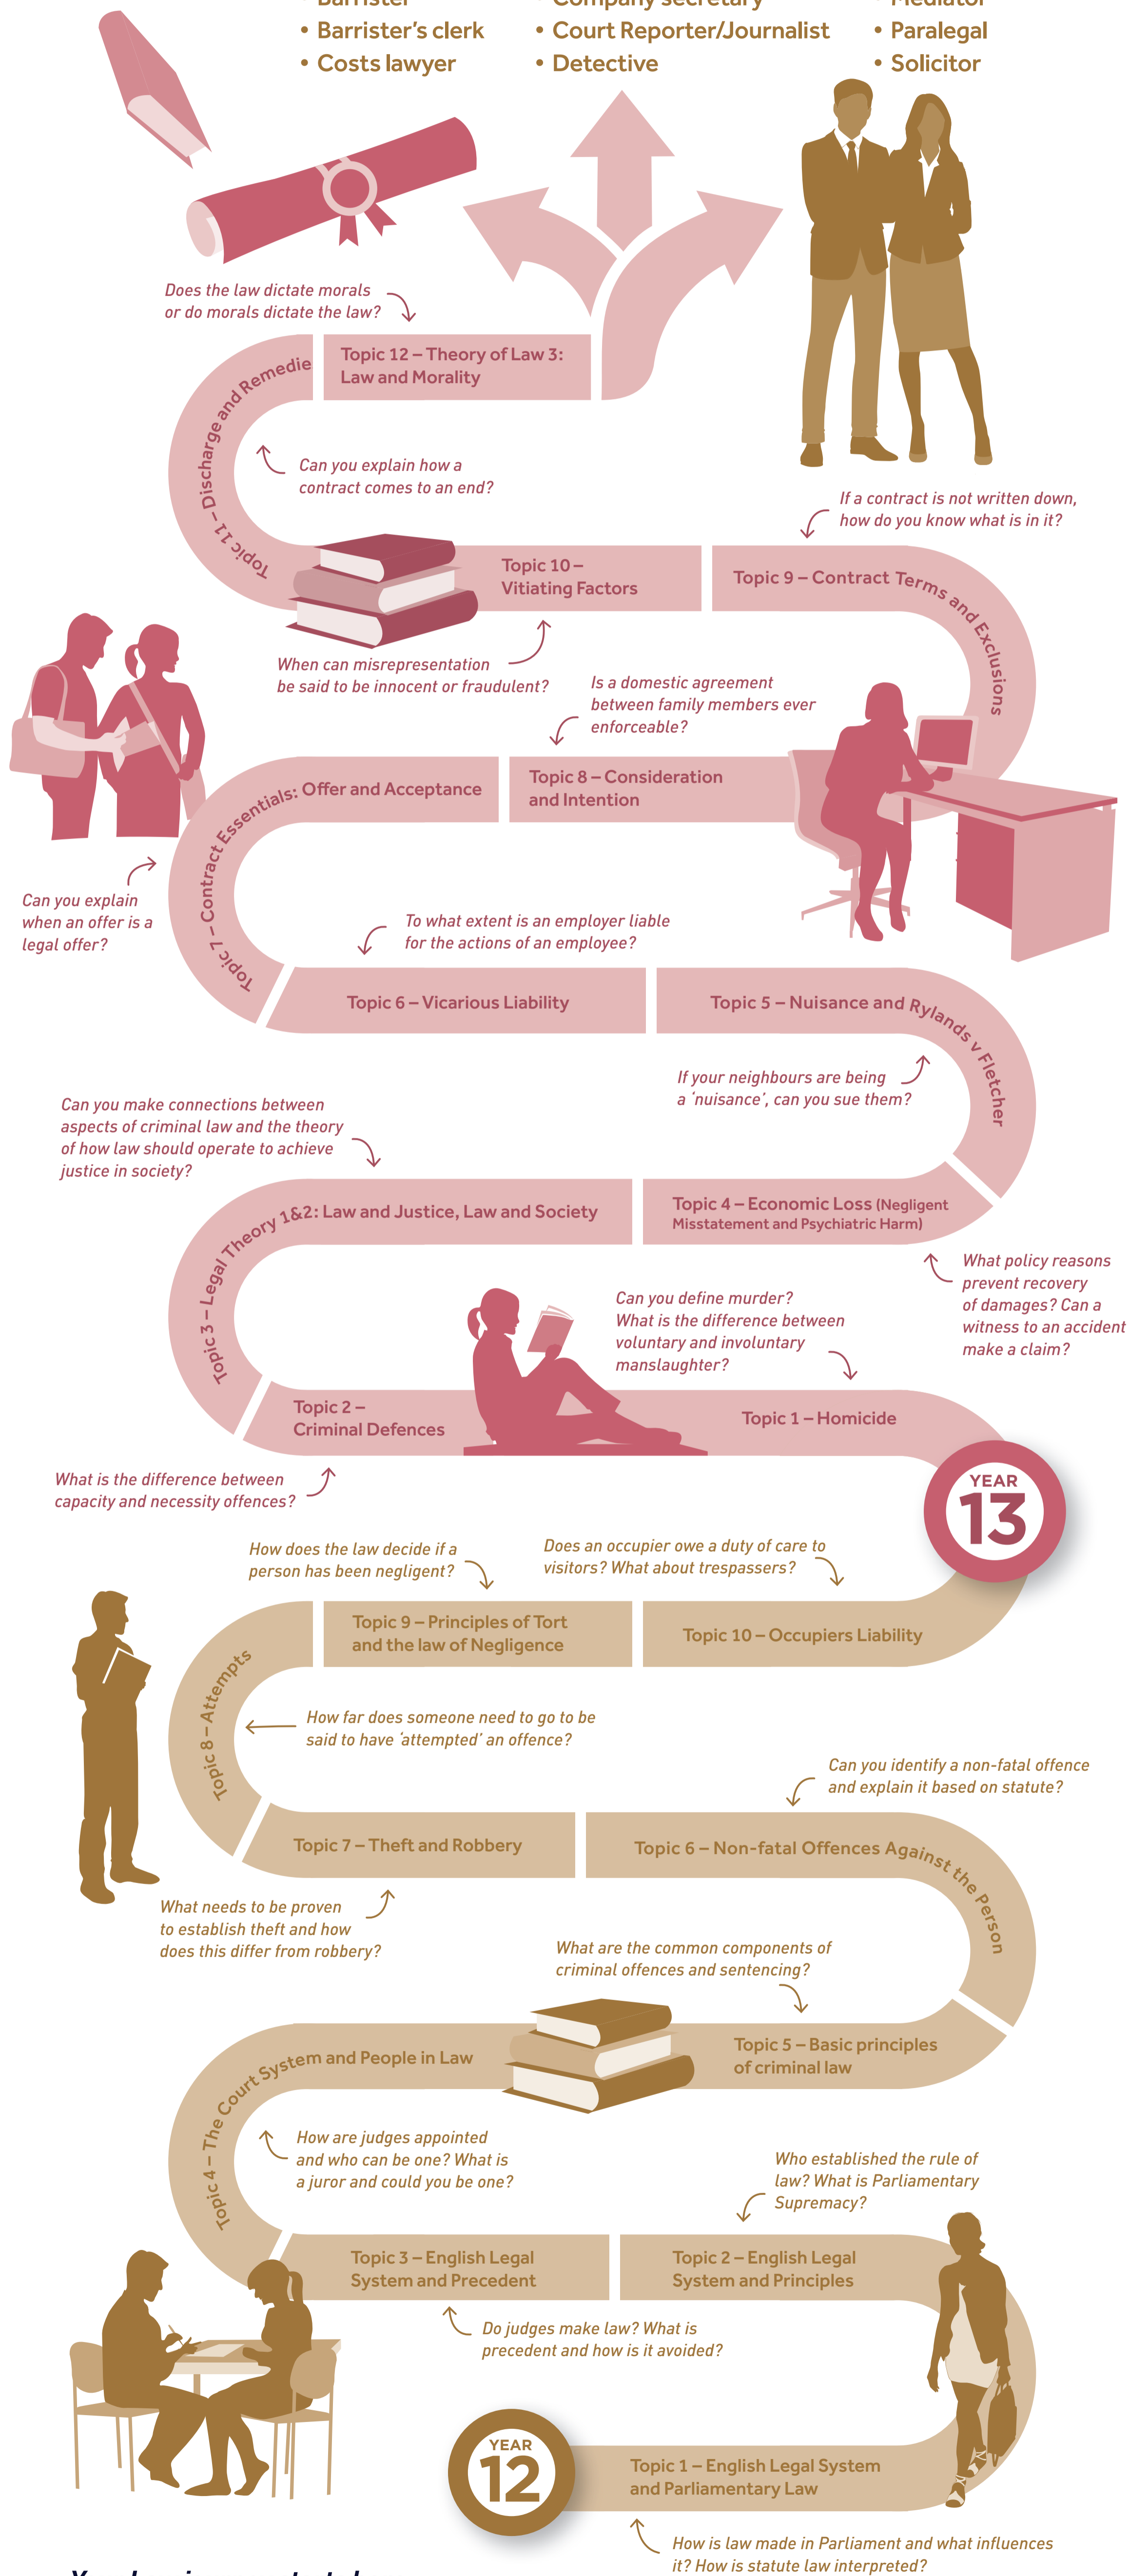 • Barrister
• Company secretary
• Mediator
• Barrister's clerk
• Court Reporter/Journalist
• Paralegal
• Costs lawyer
• Detective
• Solicitor
Does the law dictate morals
or do morals dictate the law?
Topic 12 – Theory of Law 3:
Law and Morality
Topic 11 – Discharge and Remedie
Can you explain how a
contract comes to an end?
If a contract is not written down,
how do you know what is in it?
Topic 10 –
Vitiating Factors
Topic 9 – Contract Terms and Exclusions
When can misrepresentation
be said to be innocent or fraudulent?
Is a domestic agreement
between family members ever
enforceable?
Topic 7 – Contract Essentials: Offer and Acceptance
Topic 8 – Consideration
and Intention
Can you explain
when an offer is a
legal offer?
To what extent is an employer liable
for the actions of an employee?
Topic 6 – Vicarious Liability
Topic 5 – Nuisance and Rylands v Fletcher
If your neighbours are being
a 'nuisance', can you sue them?
Can you make connections between
aspects of criminal law and the theory
of how law should operate to achieve
justice in society?
Topic 3 – Legal Theory 1&2: Law and Justice, Law and Society
Topic 4 – Economic Loss (Negligent
Misstatement and Psychiatric Harm)
What policy reasons
prevent recovery
of damages? Can a
witness to an accident
make a claim?
Can you define murder?
What is the difference between
voluntary and involuntary
manslaughter?
Topic 2 –
Criminal Defences
Topic 1 – Homicide
What is the difference between
capacity and necessity offences?
YEAR
13
How does the law decide if a
person has been negligent?
Does an occupier owe a duty of care to
visitors? What about trespassers?
Topic 9 – Principles of Tort
and the law of Negligence
Topic 10 – Occupiers Liability
Topic 8 – Attempts
How far does someone need to go to be
said to have 'attempted' an offence?
Can you identify a non-fatal offence
and explain it based on statute?
Topic 7 – Theft and Robbery
Topic 6 – Non-fatal Offences Against the Person
What needs to be proven
to establish theft and how
does this differ from robbery?
What are the common components of
criminal offences and sentencing?
Topic 4 – The Court System and People in Law
Topic 5 – Basic principles
of criminal law
How are judges appointed
and who can be one? What is
a juror and could you be one?
Who established the rule of
law? What is Parliamentary
Supremacy?
Topic 3 – English Legal
System and Precedent
Topic 2 – English Legal
System and Principles
Do judges make law? What is
precedent and how is it avoided?
YEAR
12
Topic 1 – English Legal System
and Parliamentary Law
How is law made in Parliament and what influences
it? How is statute law interpreted?